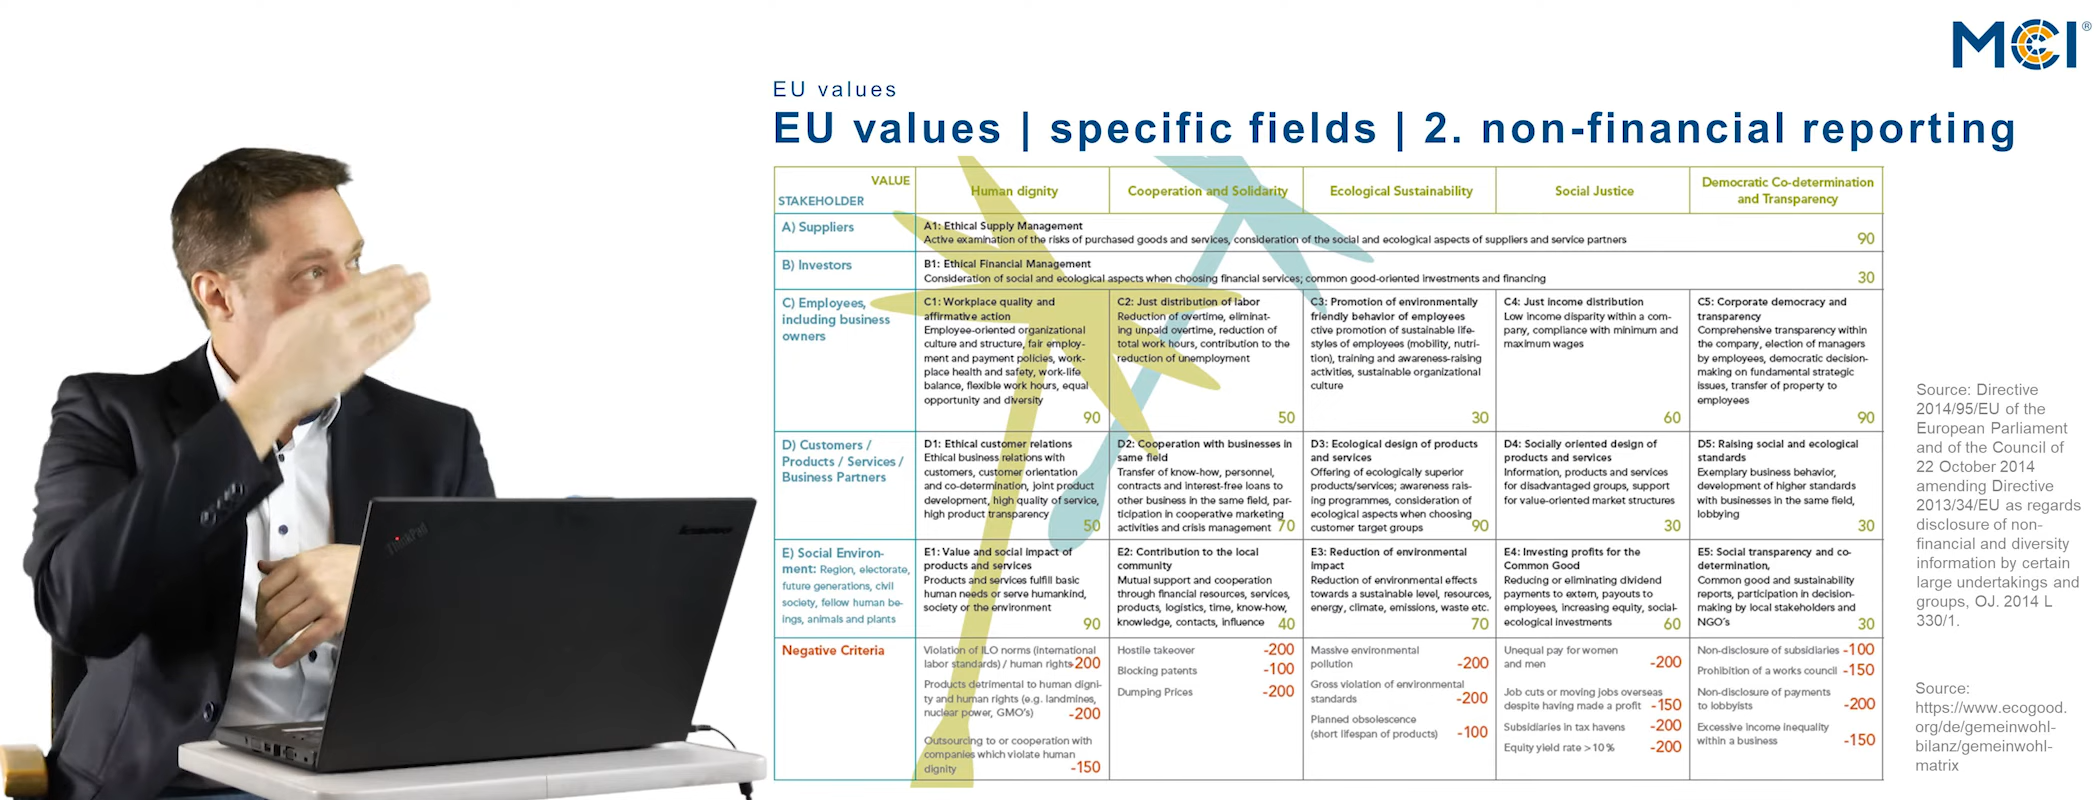 MCI®
EU values
EU values | specific fields | 2. non-financial reporting
VALUE
STAKEHOLDER
Human dignity
Cooperation and Solidarity
Ecological Sustainability
Social Justice
Democratic Co-determination
and Transparency
A) Suppliers
A1: Ethical Supply Management
Active examination of the risks of purchased goods and services, consideration of the social and ecological aspects of suppliers and service partners
90
B) Investors
B1: Ethical Financial Management
Consideration of social and ecological aspects when choosing financial services; common good-oriented investments and financing
30
C) Employees,
including business
owners
C1: Workplace quality and
affirmative action
Employee-oriented organizational
culture and structure, fair employ-
ment and payment policies, work-
place health and safety, work-life
balance, flexible work hours, equal
opportunity and diversity
90
C2: Just distribution of labor
Reduction of overtime, eliminat-
ing unpaid overtime, reduction of
total work hours, contribution to the
reduction of unemployment
50
C3: Promotion of environmentally
friendly behavior of employees
ctive promotion of sustainable life-
styles of employees (mobility, nutri-
tion), training and awareness-raising
activities, sustainable organizational
culture
30
C4: Just income distribution
Low income disparity within a com-
pany, compliance with minimum and
maximum wages
60
C5: Corporate democracy and
transparency
Comprehensive transparency within
the company, election of managers
by employees, democratic decision-
making on fundamental strategic
issues, transfer of property to
employees
90
D) Customers /
Products / Services /
Business Partners
D1: Ethical customer relations
Ethical business relations with
customers, customer orientation
and co-determination, joint product
development, high quality of service,
high product transparency
50
D2: Cooperation with businesses in
same field
Transfer of know-how, personnel,
contracts and interest-free loans to
other business in the same field, par-
ticipation in cooperative marketing
activities and crisis management
70
D3: Ecological design of products
and services
Offering of ecologically superior
products/services; awareness rais-
ing programmes, consideration of
ecological aspects when choosing
customer target groups
90
D4: Socially oriented design of
products and services
Information, products and services
for disadvantaged groups, support
for value-oriented market structures
30
D5: Raising social and ecological
standards
Exemplary business behavior,
development of higher standards
with businesses in the same field,
lobbying
30
E) Social Environ-
ment: Region, electorate,
future generations, civil
society, fellow human be-
ings, animals and plants
E1: Value and social impact of
products and services
Products and services fulfill basic
human needs or serve humankind,
society or the environment
90
E2: Contribution to the local
community
Mutual support and cooperation
through financial resources, services,
products, logistics, time, know-how,
knowledge, contacts, influence
40
E3: Reduction of environmental
impact
Reduction of environmental effects
towards a sustainable level, resources,
energy, climate, emissions, waste etc.
70
E4: Investing profits for the
Common Good
Reducing or eliminating dividend
payments to extern, payouts to
employees, increasing equity, social-
ecological investments
60
E5: Social transparency and co-
determination,
Common good and sustainability
reports, participation in decision-
making by local stakeholders and
NGO's
30
Negative Criteria
Violation of ILO norms (international
labor standards) / human rights -200
Products detrimental to human digni-
ty and human rights (e.g. landmines,
nuclear power, GMO's) -200
Outsourcing to or cooperation with
companies which violate human
dignity -150
Hostile takeover -200
Blocking patents -100
Dumping Prices -200
Massive environmental
pollution -200
Gross violation of environmental
standards -200
Planned obsolescence
(short lifespan of products) -100
Unequal pay for women
and men -200
Job cuts or moving jobs overseas
despite having made a profit -150
Subsidiaries in tax havens -200
Equity yield rate >10 % -200
Non-disclosure of subsidiaries -100
Prohibition of a works council -150
Non-disclosure of payments
to lobbyists -200
Excessive income inequality
within a business -150
Source: Directive
2014/95/EU of the
European Parliament
and of the Council of
22 October 2014
amending Directive
2013/34/EU as regards
disclosure of non-
financial and diversity
information by certain
large undertakings and
groups, OJ. 2014 L
330/1.
Source:
https://www.ecogood.
org/de/gemeinwohl-
bilanz/gemeinwohl-
matrix
ThinkPad
lenovo